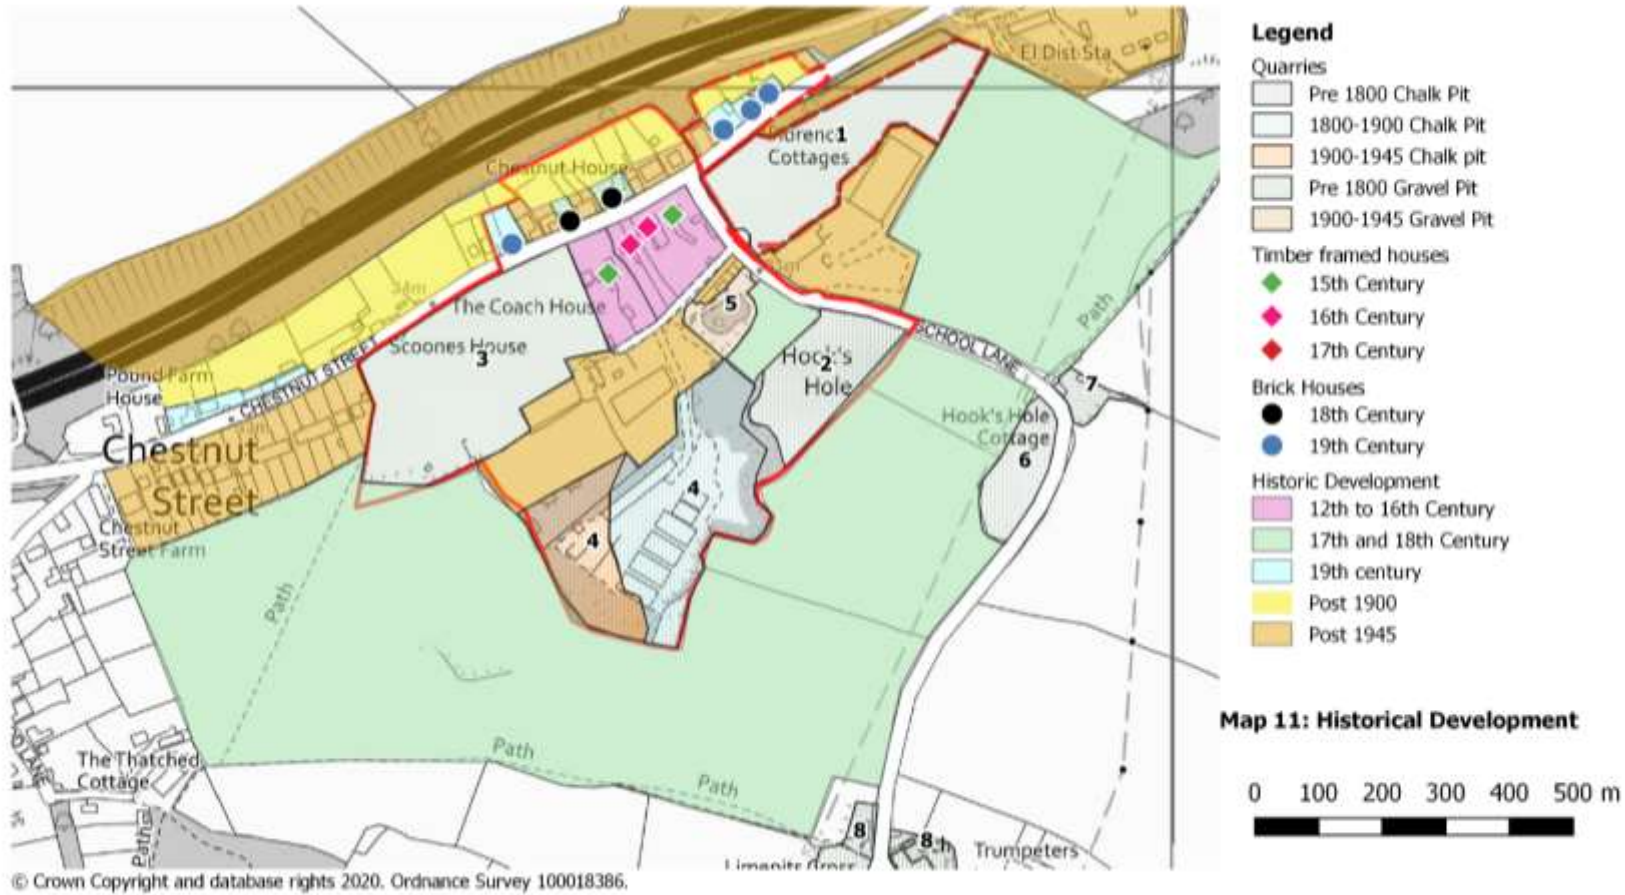 El Dist Sta
1
Cottages
Chestnut House
The Coach House
5
Scoones House
3
Hook's
2
Hole
SCHOOL LANE
Path
7
Hook's Hole
Cottage
6
Pound Farm
House
CHESTNUT STREET
Chestnut
Street
Chestnut
Street Farm
4
4
Path
Path
Path
The Thatched
Cottage
LANE
Path
8
8
Trumpeters
© Crown Copyright and database rights 2020. Ordnance Survey 100018386.
Legend
Quarries
Pre 1800 Chalk Pit
1800-1900 Chalk Pit
1900-1945 Chalk pit
Pre 1800 Gravel Pit
1900-1945 Gravel Pit
Timber framed houses
15th Century
16th Century
17th Century
Brick Houses
18th Century
19th Century
Historic Development
12th to 16th Century
17th and 18th Century
19th century
Post 1900
Post 1945
Map 11: Historical Development
0 100 200 300 400 500 m